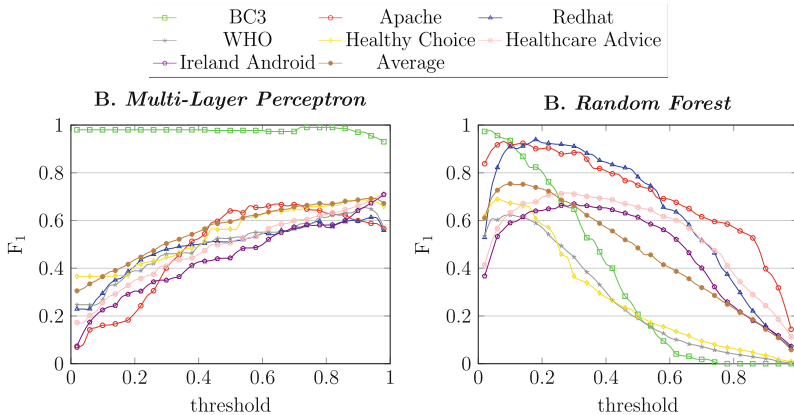 BC3 Apache Redhat
WHO Healthy Choice Healthcare Advice
Ireland Android Average
B. Multi-Layer Perceptron
1
0.8
0.6
0.4
0.2
0
F1
0 0.2 0.4 0.6 0.8 1
threshold
B. Random Forest
1
0.8
0.6
0.4
0.2
0
F1
0 0.2 0.4 0.6 0.8
threshold